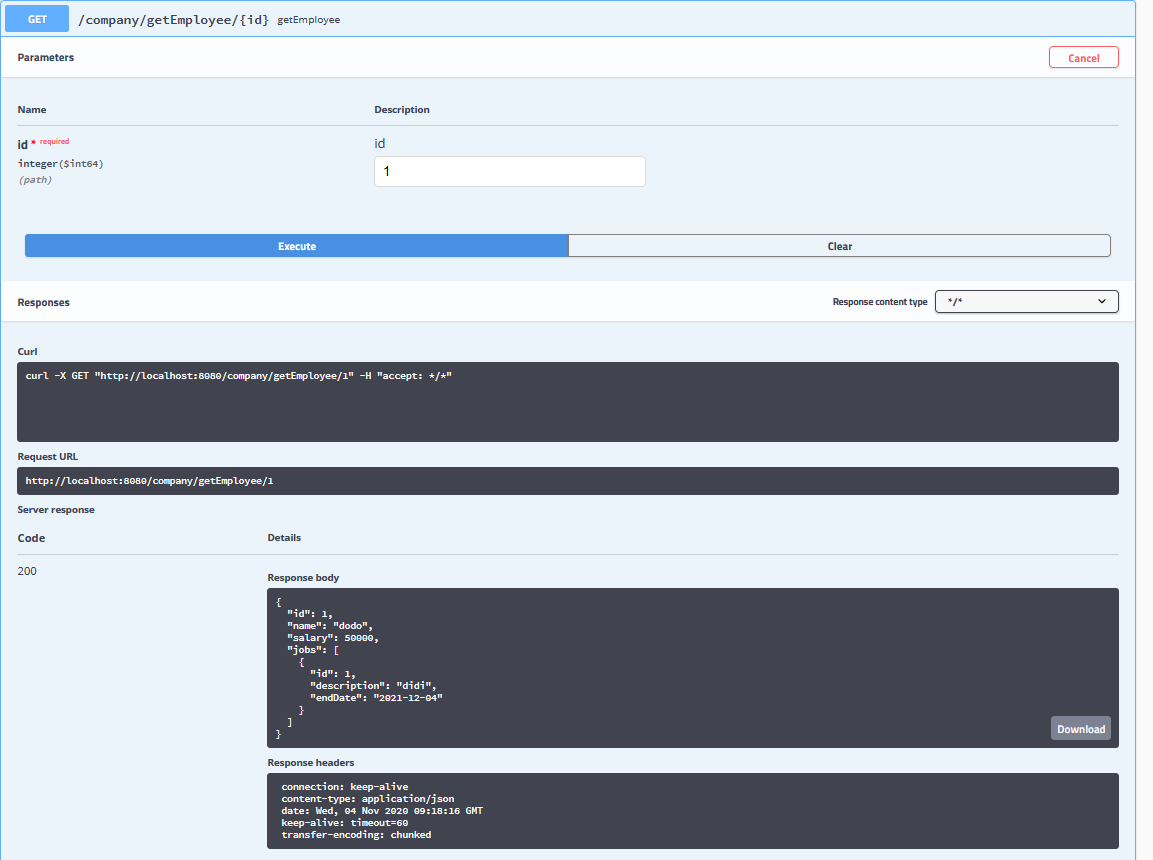 GET /company/getEmployee/{id} getEmployee
Parameters Cancel
Name Description
id * required id
integer($int64) 1
(path)
Execute Clear
Responses Response content type */*
Curl
curl -X GET "http://localhost:8080/company/getEmployee/1" -H "accept: */*"
Request URL
http://localhost:8080/company/getEmployee/1
Server response
Code Details
200
Response body
{
  "id": 1,
  "name": "dodo",
  "salary": 50000,
  "jobs": [
    {
      "id": 1,
      "description": "didi",
      "endDate": "2021-12-04"
    }
  ]
}
Download
Response headers
connection: keep-alive
content-type: application/json
date: Wed, 04 Nov 2020 09:18:16 GMT
keep-alive: timeout=60
transfer-encoding: chunked